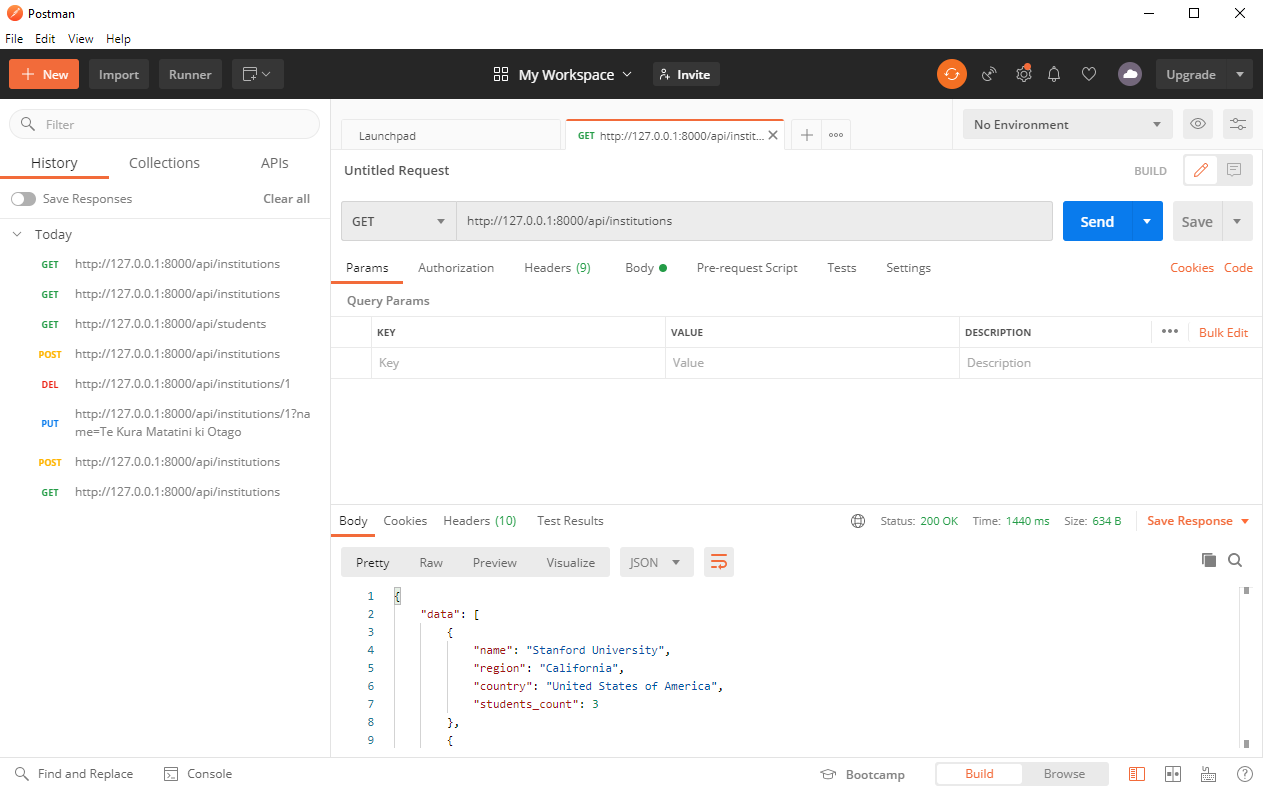 Postman
File Edit View Help
New Import Runner My Workspace Invite Upgrade
Filter
History Collections APIs
Save Responses Clear all
Today
GET http://127.0.0.1:8000/api/institutions
GET http://127.0.0.1:8000/api/institutions
GET http://127.0.0.1:8000/api/students
POST http://127.0.0.1:8000/api/institutions
DEL http://127.0.0.1:8000/api/institutions/1
PUT http://127.0.0.1:8000/api/institutions/1?na
me=Te Kura Matatini ki Otago
POST http://127.0.0.1:8000/api/institutions
GET http://127.0.0.1:8000/api/institutions
Launchpad GET http://127.0.0.1:8000/api/instit... No Environment
Untitled Request BUILD
GET http://127.0.0.1:8000/api/institutions Send Save
Params Authorization Headers (9) Body Pre-request Script Tests Settings Cookies Code
Query Params
KEY VALUE DESCRIPTION Bulk Edit
Key Value Description
Body Cookies Headers (10) Test Results Status: 200 OK Time: 1440 ms Size: 634 B Save Response
Pretty Raw Preview Visualize JSON
1 {
2 "data": [
3 {
4 "name": "Stanford University",
5 "region": "California",
6 "country": "United States of America",
7 "students_count": 3
8 },
9 {
Find and Replace Console Bootcamp Build Browse